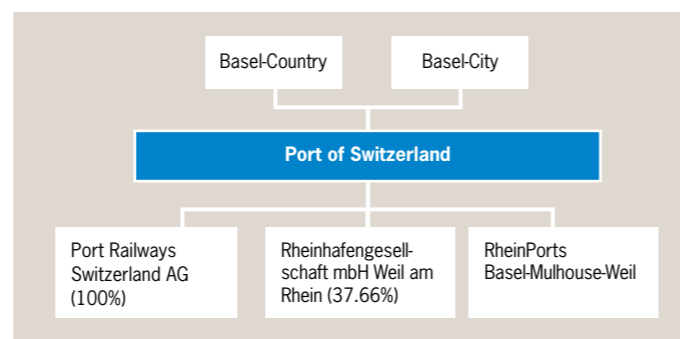 Basel-Country
Basel-City
Port of Switzerland
Port Railways
Switzerland AG
(100%)
Rheinhafengesell-
schaft mbH Weil am
Rhein (37.66%)
RheinPorts
Basel-Mulhouse-Weil